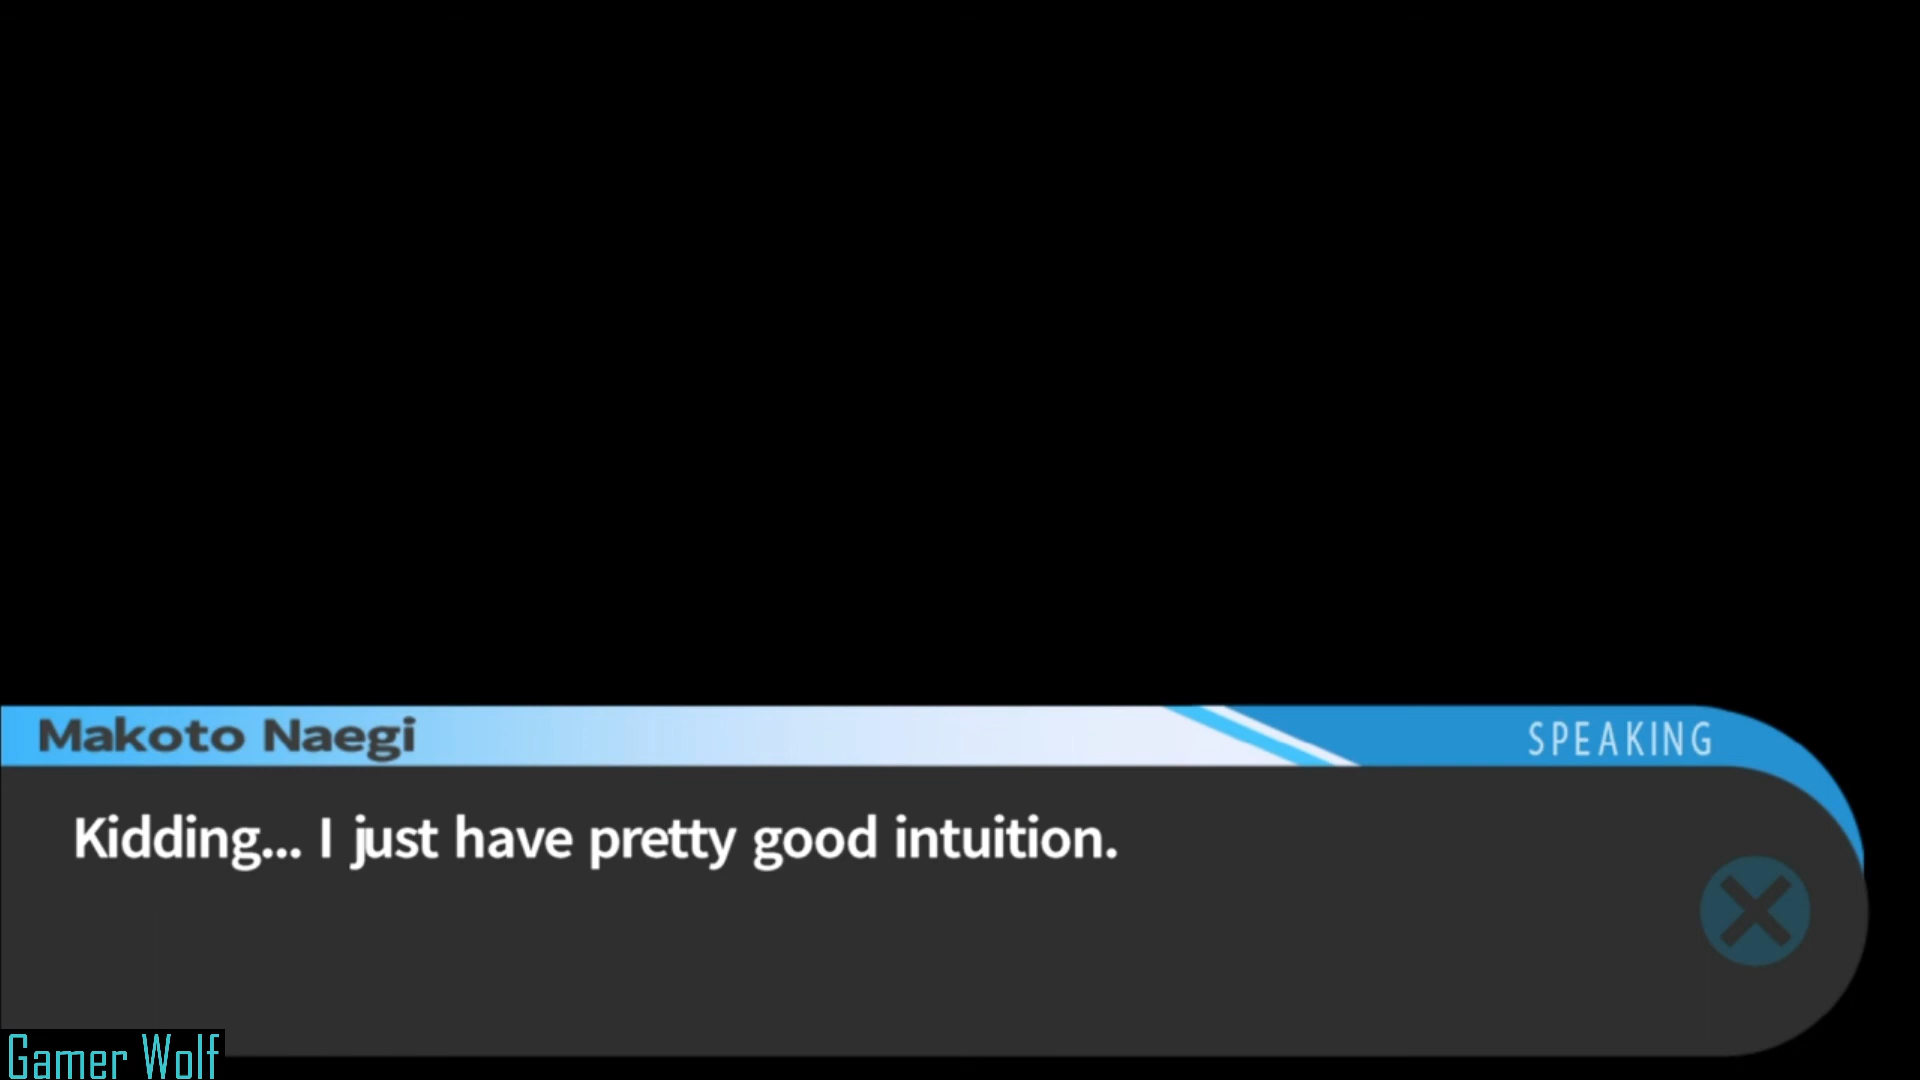 Makoto Naegi
SPEAKING
Kidding... I just have pretty good intuition.
Gamer Wolf